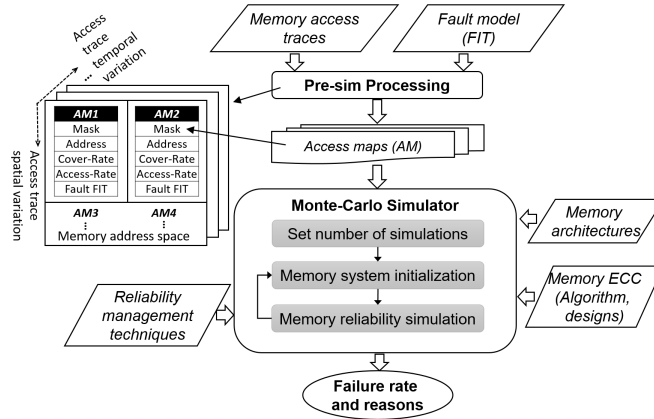 Memory access
traces
Fault model
(FIT)
Access
trace
... temporal
variation
Pre-sim Processing
AM1
Mask
Address
Cover-Rate
Access-Rate
Fault FIT
AM2
Mask
Address
Cover-Rate
Access-Rate
Fault FIT
AM3
AM4
Memory address space
Access trace
spatial variation
Access maps (AM)
Monte-Carlo Simulator
Set number of simulations
Memory system initialization
Memory reliability simulation
Memory
architectures
Memory ECC
(Algorithm,
designs)
Reliability
management
techniques
Failure rate
and reasons